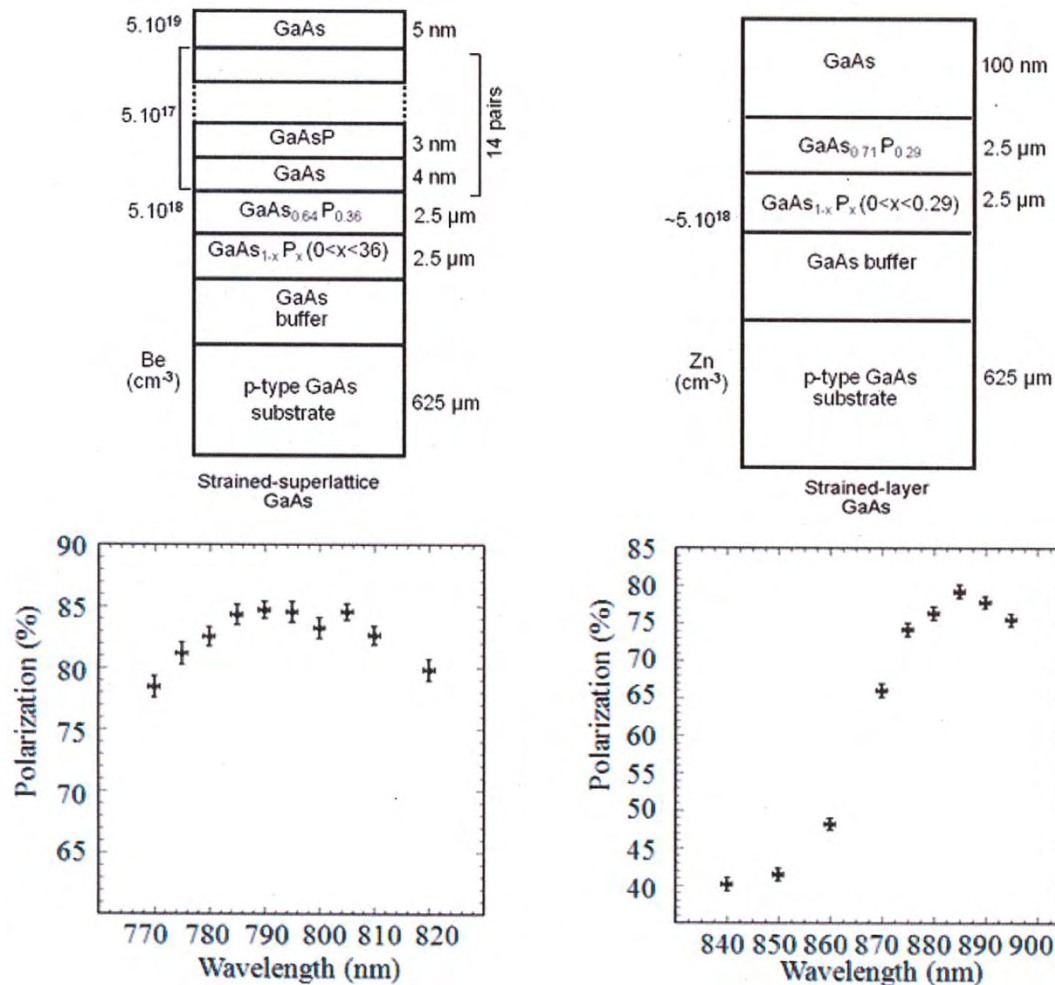 5.10¹⁹ GaAs 5 nm
5.10¹⁷
14 pairs
GaAsP 3 nm
GaAs 4 nm
5.10¹⁸ GaAs₀.₆₄ P₀.₃₆ 2.5 µm
GaAs₁₋ₓ Pₓ (0<x<36) 2.5 µm
GaAs
buffer
Be
(cm⁻³)
p-type GaAs
substrate
625 µm
Strained-superlattice
GaAs
GaAs 100 nm
GaAs₀.₇₁ P₀.₂₉ 2.5 µm
~5.10¹⁸ GaAs₁₋ₓ Pₓ (0<x<0.29) 2.5 µm
GaAs buffer
Zn
(cm⁻³)
p-type GaAs
substrate
625 µm
Strained-layer
GaAs
Polarization (%)
90
85
80
75
70
65
770 780 790 800 810 820
Wavelength (nm)
Polarization (%)
85
80
75
70
65
60
55
50
45
40
840 850 860 870 880 890 900
Wavelength (nm)